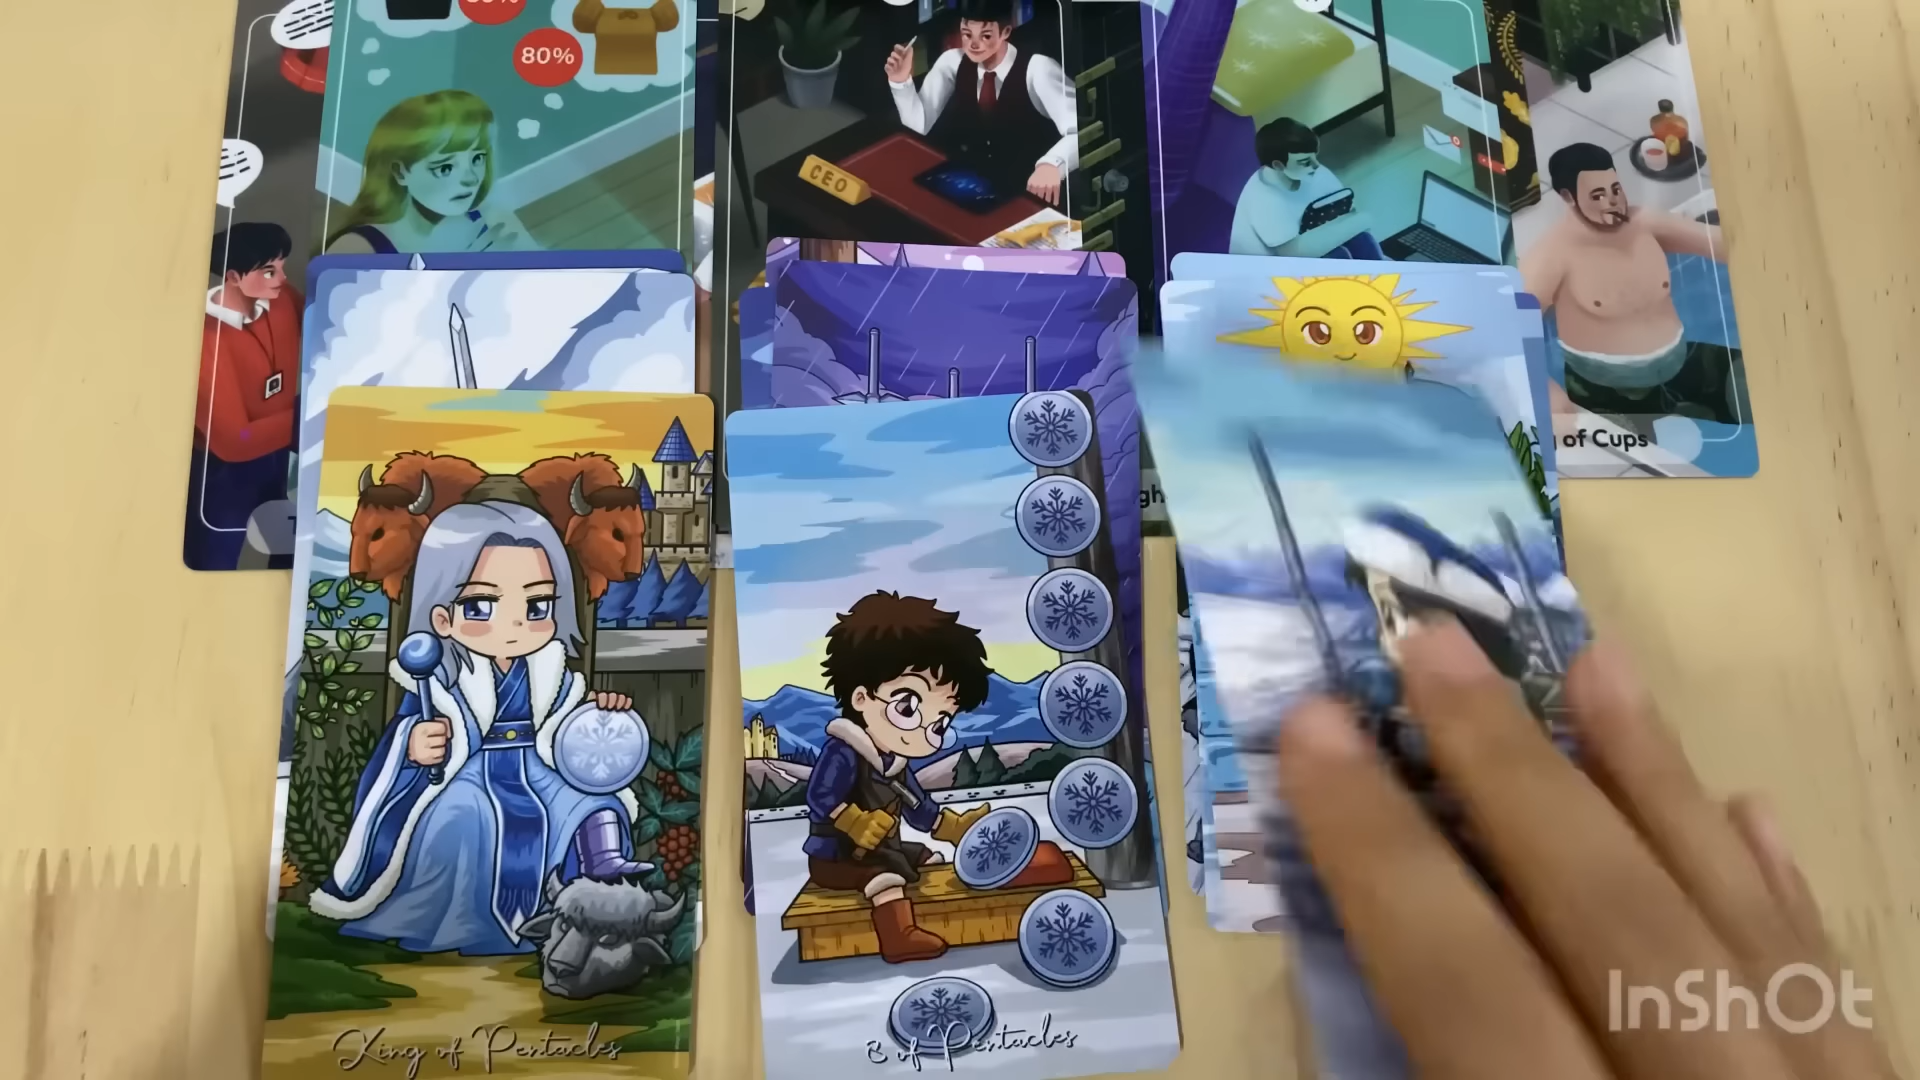 80%
CEO
of Cups
King of Pentacles
8 of Pentacles
InShOt